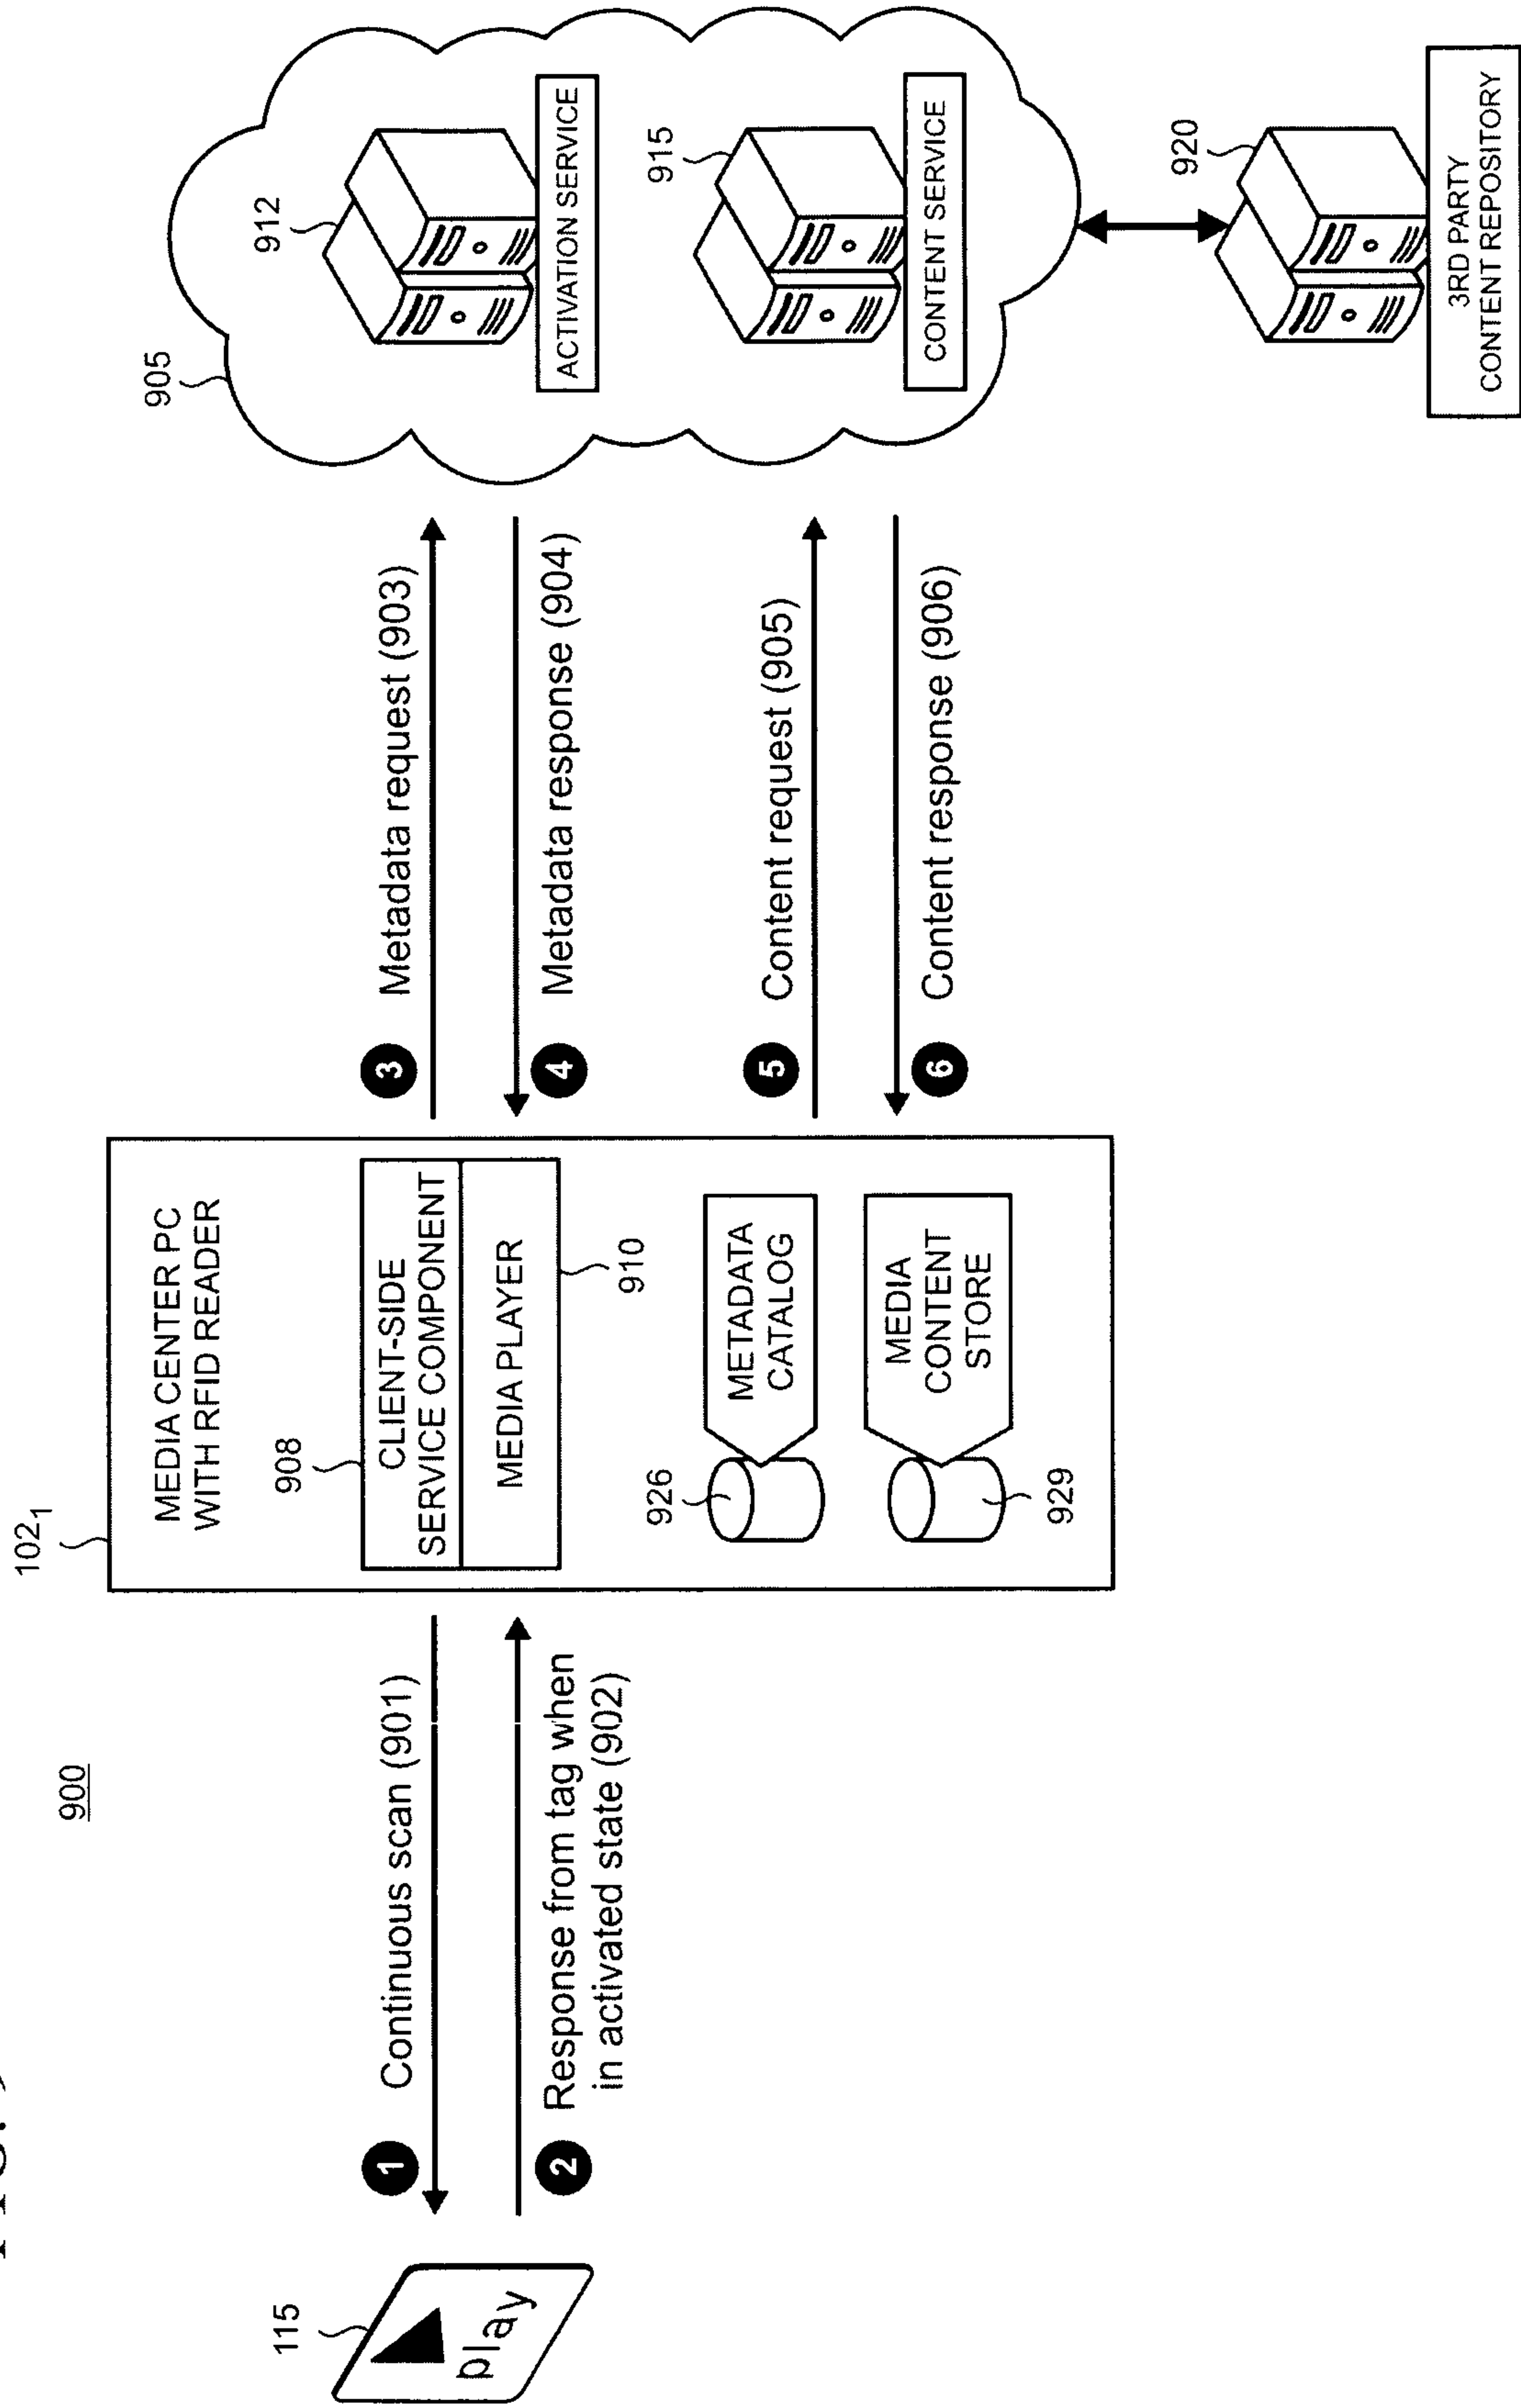 900
115
play
1 Continuous scan (901)
2 Response from tag when
in activated state (902)
102₁
MEDIA CENTER PC
WITH RFID READER
908
CLIENT-SIDE
SERVICE COMPONENT
MEDIA PLAYER
910
926
METADATA
CATALOG
MEDIA
CONTENT
STORE
929
3 Metadata request (903)
4 Metadata response (904)
5 Content request (905)
6 Content response (906)
905
912
ACTIVATION SERVICE
915
CONTENT SERVICE
920
3RD PARTY
CONTENT REPOSITORY